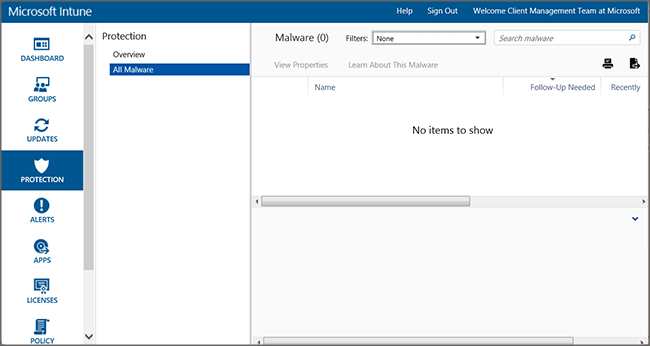 Microsoft Intune
Help Sign Out Welcome Client Management Team at Microsoft
DASHBOARD
GROUPS
UPDATES
PROTECTION
ALERTS
APPS
LICENSES
POLICY
Protection
Overview
All Malware
Malware (0) Filters: None Search malware
View Properties Learn About This Malware
Name Follow-Up Needed Recently
No items to show